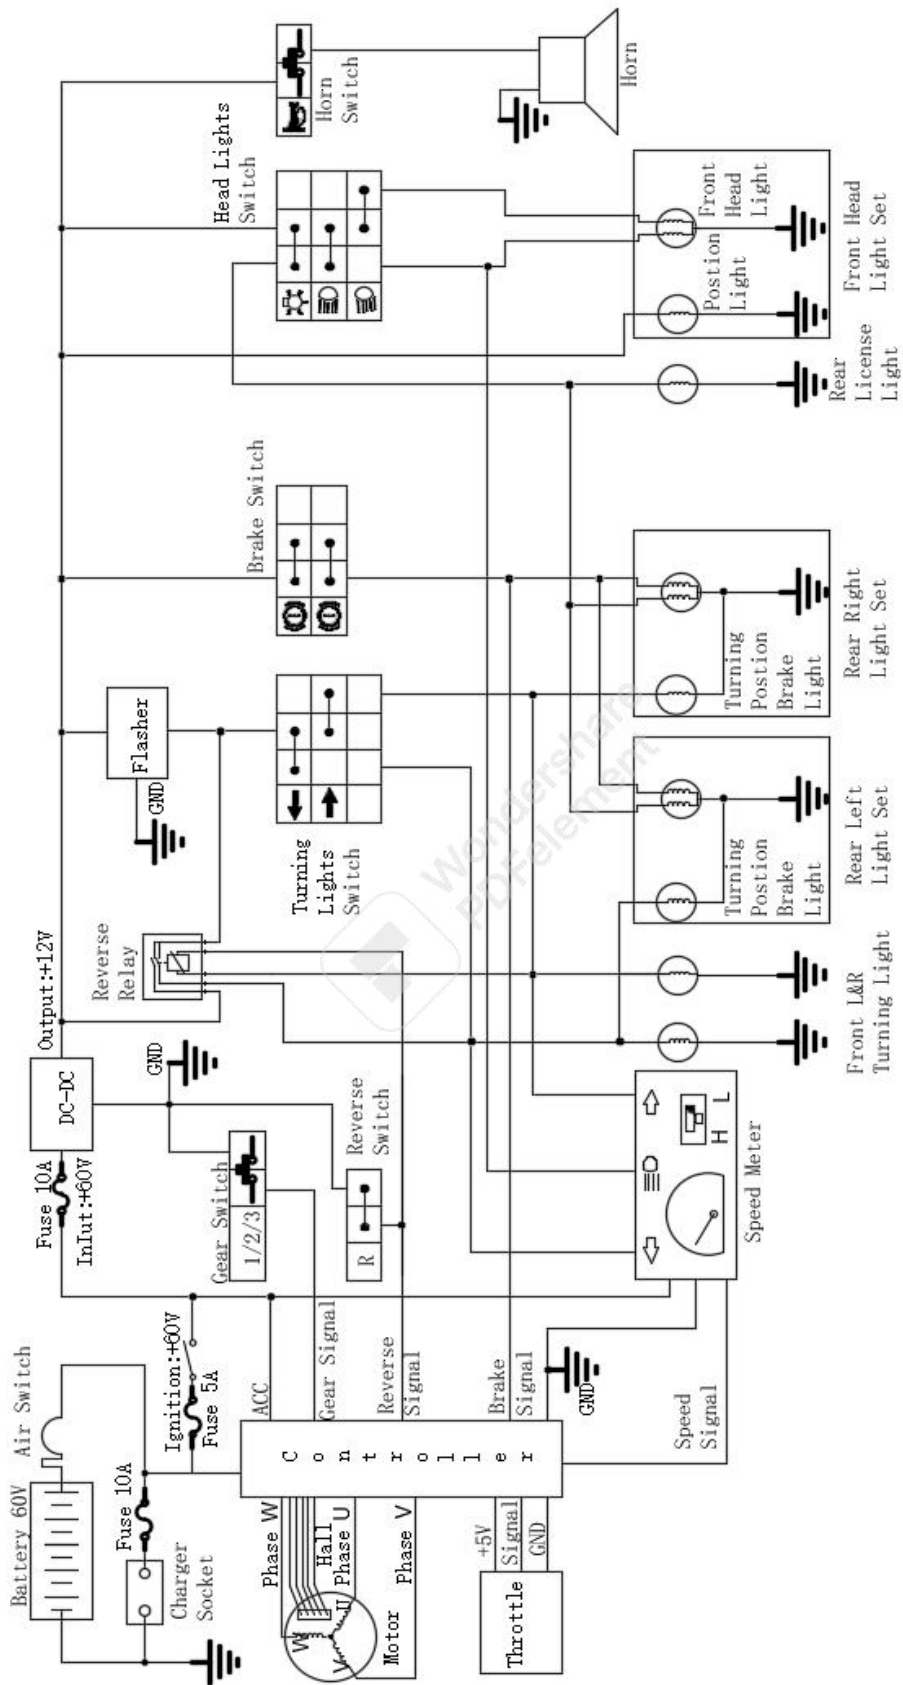 Battery 60V
Air Switch
Fuse 10A
Charger
Socket
Ignition:+60V
Fuse 5A
Fuse 10A
InIut:+60V
DC-DC
Output:+12V
GND
Gear Switch
1/2/3
Reverse
Switch
R
Reverse
Relay
Flasher
GND
Turning
Lights
Switch
Brake Switch
Head Lights
Switch
Horn
Switch
Horn
Controller
ACC
Gear Signal
Reverse
Signal
Brake
Signal
GND
Speed
Signal
Phase W
Hall
Phase U
Phase V
W
U
V
Motor
+5V
Signal
GND
Throttle
H L
Speed Meter
Front L&R
Turning Light
Turning
Postion
Brake
Light
Rear Left
Light Set
Turning
Postion
Brake
Light
Rear Right
Light Set
Rear
License
Light
Postion
Light
Front
Head
Light
Front Head
Light Set
Wondershare
PDFelement